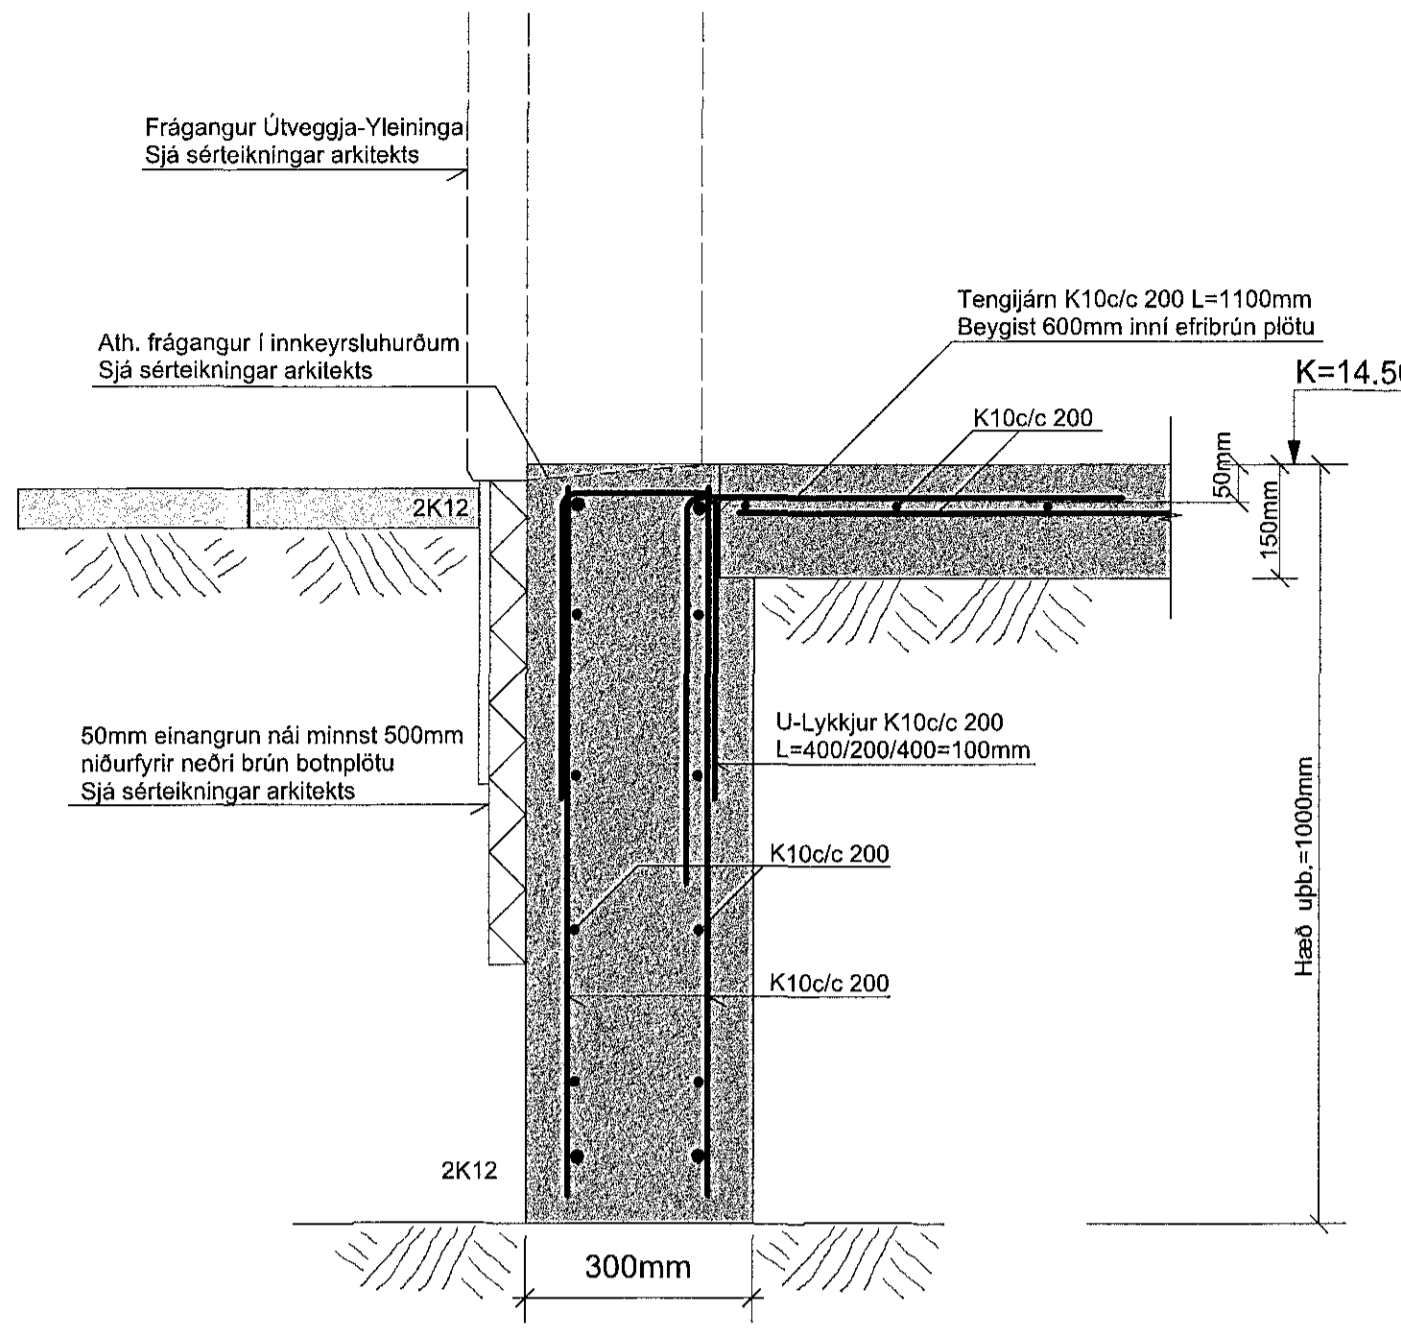 Frágangur Útveggja-Yleininga
Sjá sérteikningar arkitekts
Tengijárn K10c/c 200 L=1100mm
Beygist 600mm inní efribrún plötu
Ath. frágangur í innkeyrsluhurðum
Sjá sérteikningar arkitekts
K=14.50
K10c/c 200
50mm
150mm
2K12
50mm einangrun nái minnst 500mm
niðurfyrir neðri brún botnplötu
Sjá sérteikningar arkitekts
U-Lykkjur K10c/c 200
L=400/200/400=100mm
K10c/c 200
Hæð upb.=1000mm
K10c/c 200
2K12
300mm